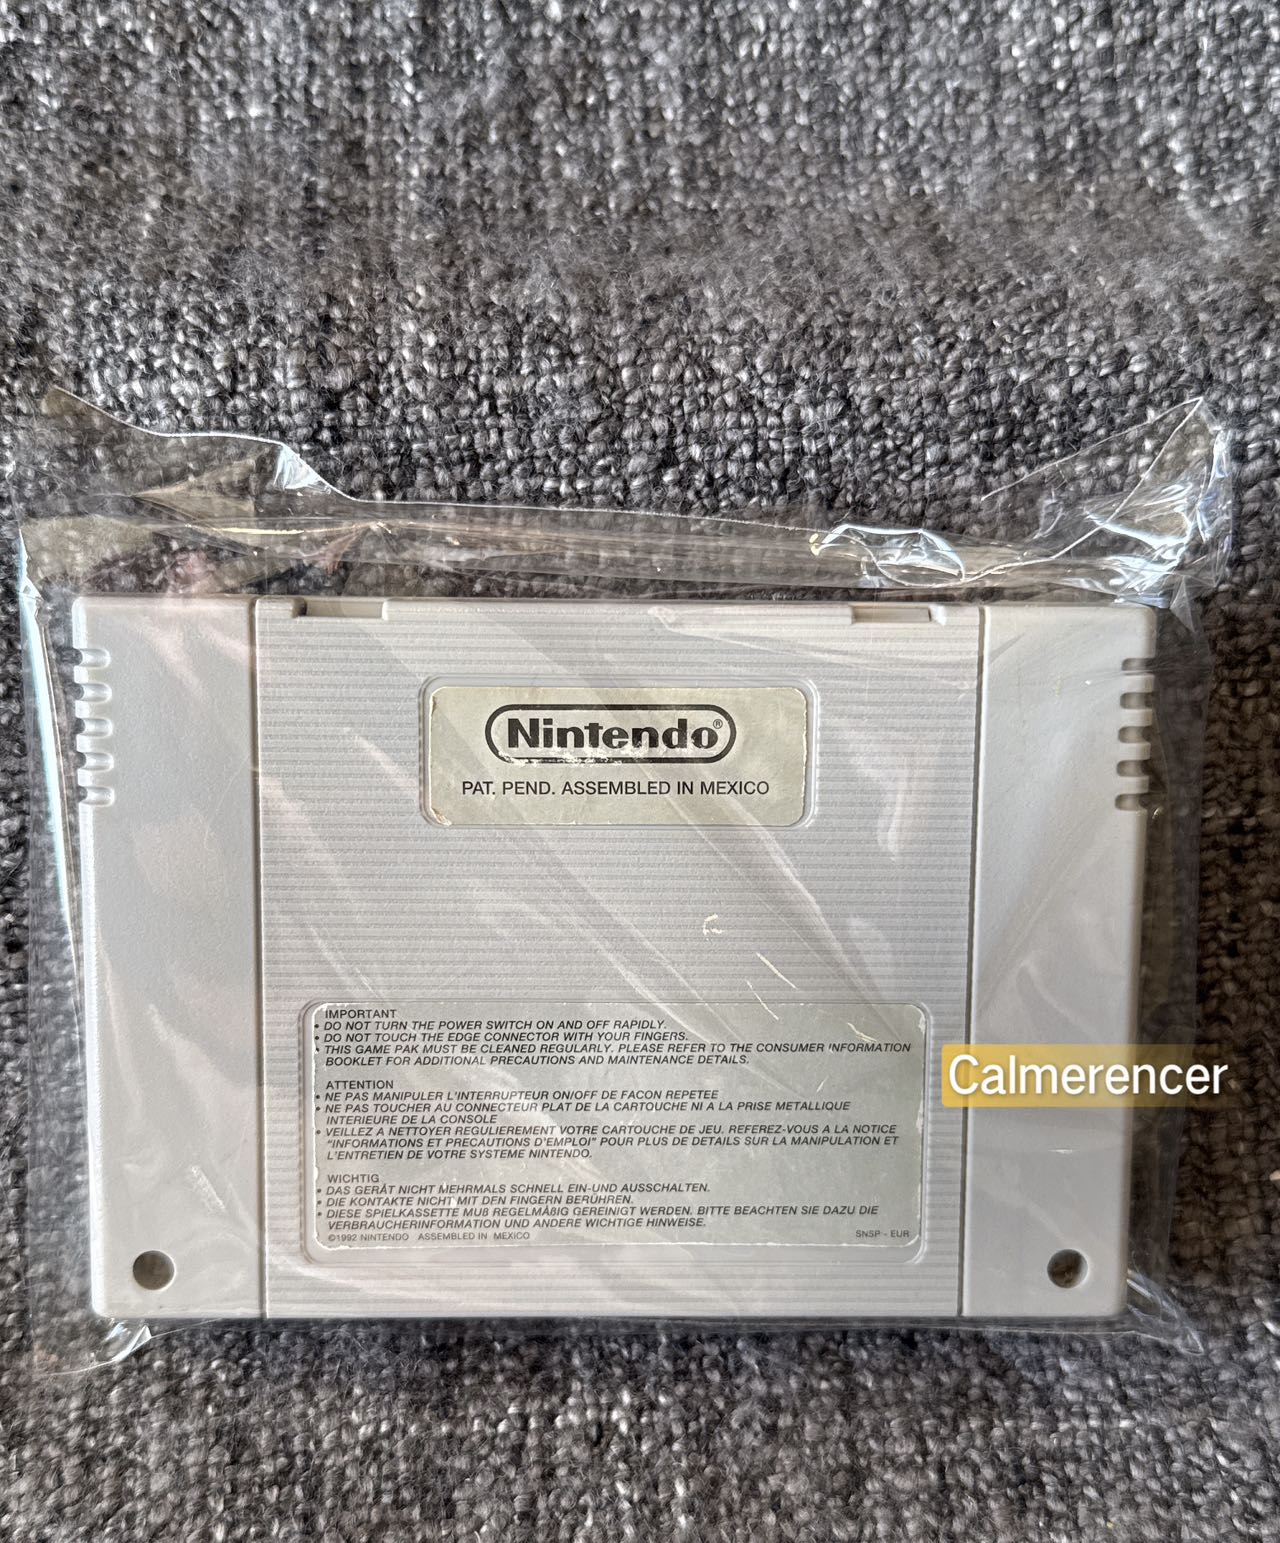 Nintendo®
PAT. PEND. ASSEMBLED IN MEXICO
IMPORTANT
• DO NOT TURN THE POWER SWITCH ON AND OFF RAPIDLY.
• DO NOT TOUCH THE EDGE CONNECTOR WITH YOUR FINGERS.
• THIS GAME PAK MUST BE CLEANED REGULARLY. PLEASE REFER TO THE CONSUMER INFORMATION
BOOKLET FOR ADDITIONAL PRECAUTIONS AND MAINTENANCE DETAILS.
Calmerencer
ATTENTION
• NE PAS MANIPULER L'INTERRUPTEUR ON/OFF DE FACON REPETEE
• NE PAS TOUCHER AU CONNECTEUR PLAT DE LA CARTOUCHE NI A LA PRISE METALLIQUE
INTERIEURE DE LA CONSOLE
• VEILLEZ A NETTOYER REGULIEREMENT VOTRE CARTOUCHE DE JEU. REFEREZ-VOUS A LA NOTICE
"INFORMATIONS ET PRECAUTIONS D'EMPLOI" POUR PLUS DE DETAILS SUR LA MANIPULATION ET
L'ENTRETIEN DE VOTRE SYSTEME NINTENDO.
WICHTIG
• DAS GERÄT NICHT MEHRMALS SCHNELL EIN-UND AUSSCHALTEN.
• DIE KONTAKTE NICHT MIT DEN FINGERN BERÜHREN.
• DIESE SPIELKASSETTE MUß REGELMÄßIG GEREINIGT WERDEN. BITTE BEACHTEN SIE DAZU DIE
VERBRAUCHERINFORMATION UND ANDERE WICHTIGE HINWEISE.
©1992 NINTENDO ASSEMBLED IN MEXICO SNSP - EUR